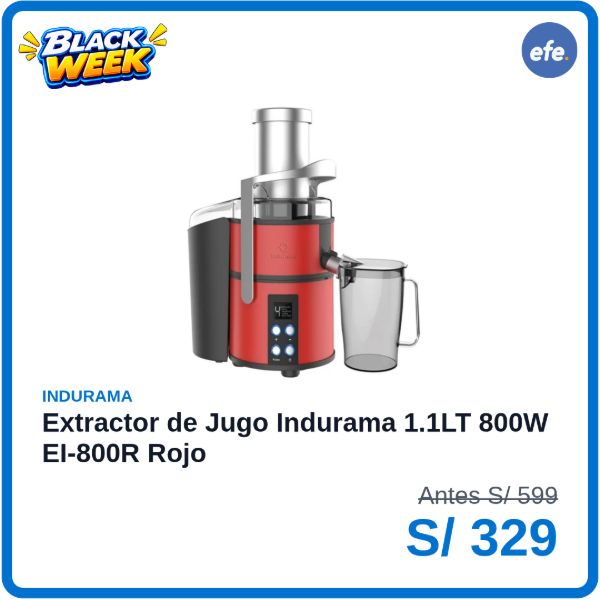 BLACK
WEEK
efe.
INDURAMA
Extractor de Jugo Indurama 1.1LT 800W
EI-800R Rojo
Antes S/ 599
S/ 329